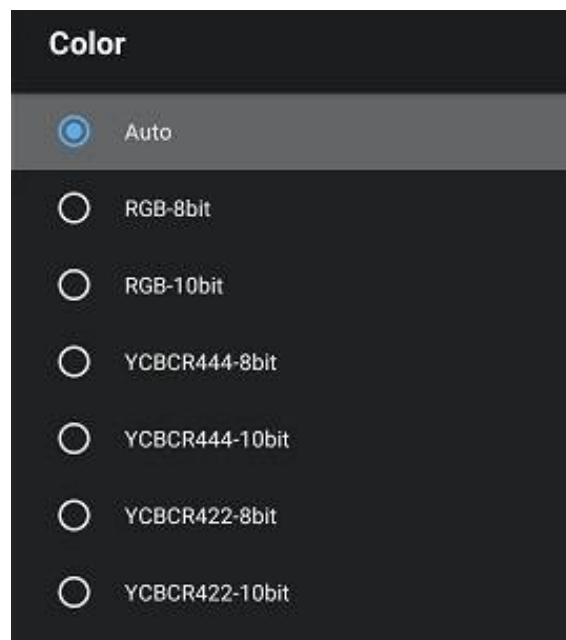 Color
Auto
RGB-8bit
RGB-10bit
YCBCR444-8bit
YCBCR444-10bit
YCBCR422-8bit
YCBCR422-10bit